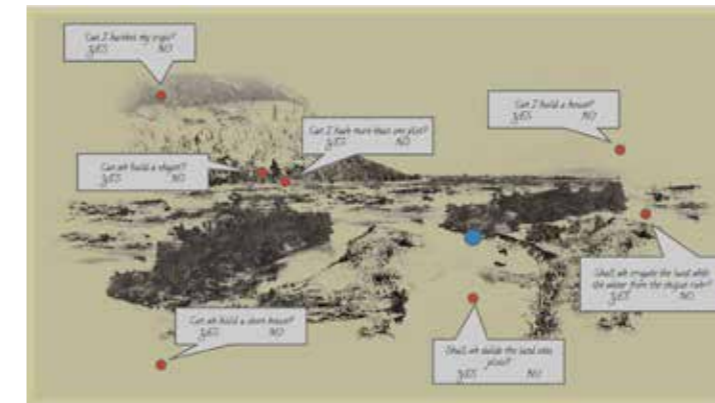 Can I harvest my crops?
YES NO
Can I build a house?
YES NO
Can I have more than one plot?
YES NO
Can we build a
YES NO
Shall we irrigate the land with
the water from the unique
YES NO
Can we build a store house?
YES NO
Shall we divide the land into
plots?
YES NO